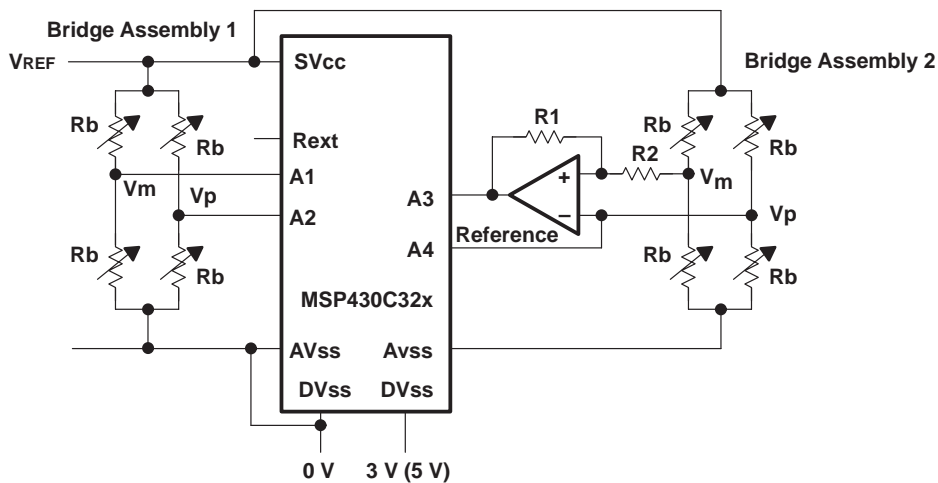 Bridge Assembly 1
VREF
SVcc
Bridge Assembly 2
Rb
Rb
Rext
R1
R2
Rb
Rb
Vm
A1
Vp
A2
A3
+
–
Vm
Vp
Reference
A4
Rb
Rb
Rb
Rb
MSP430C32x
AVss
Avss
DVss
DVss
0 V
3 V (5 V)